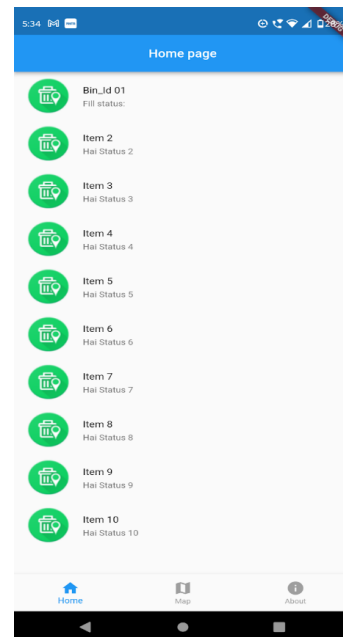 5:34
DEBUG
Home page
Bin_Id 01
Fill status:
Item 2
Hai Status 2
Item 3
Hai Status 3
Item 4
Hai Status 4
Item 5
Hai Status 5
Item 6
Hai Status 6
Item 7
Hai Status 7
Item 8
Hai Status 8
Item 9
Hai Status 9
Item 10
Hai Status 10
Home
Map
About